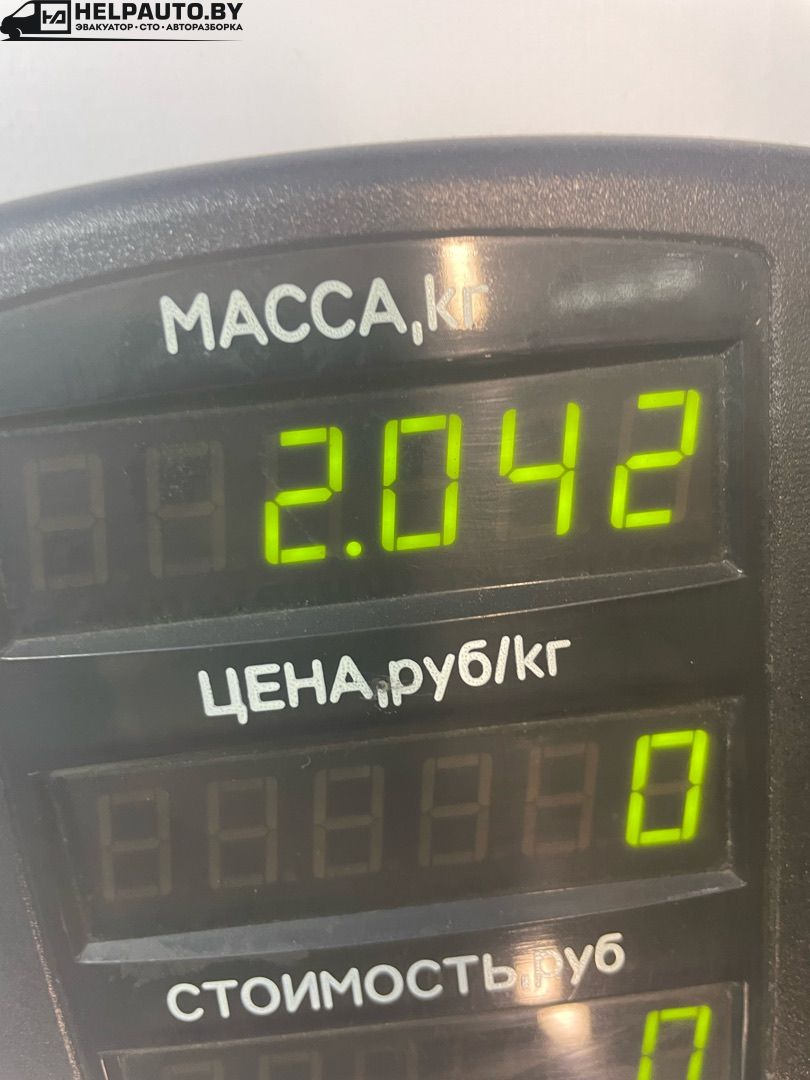 HELPAUTO.BY
ЭВАКУАТОР • СТО • АВТОРАЗБОРКА
МАССА,кг
2.042
ЦЕНА,руб/кг
0
СТОИМОСТЬ,руб
0